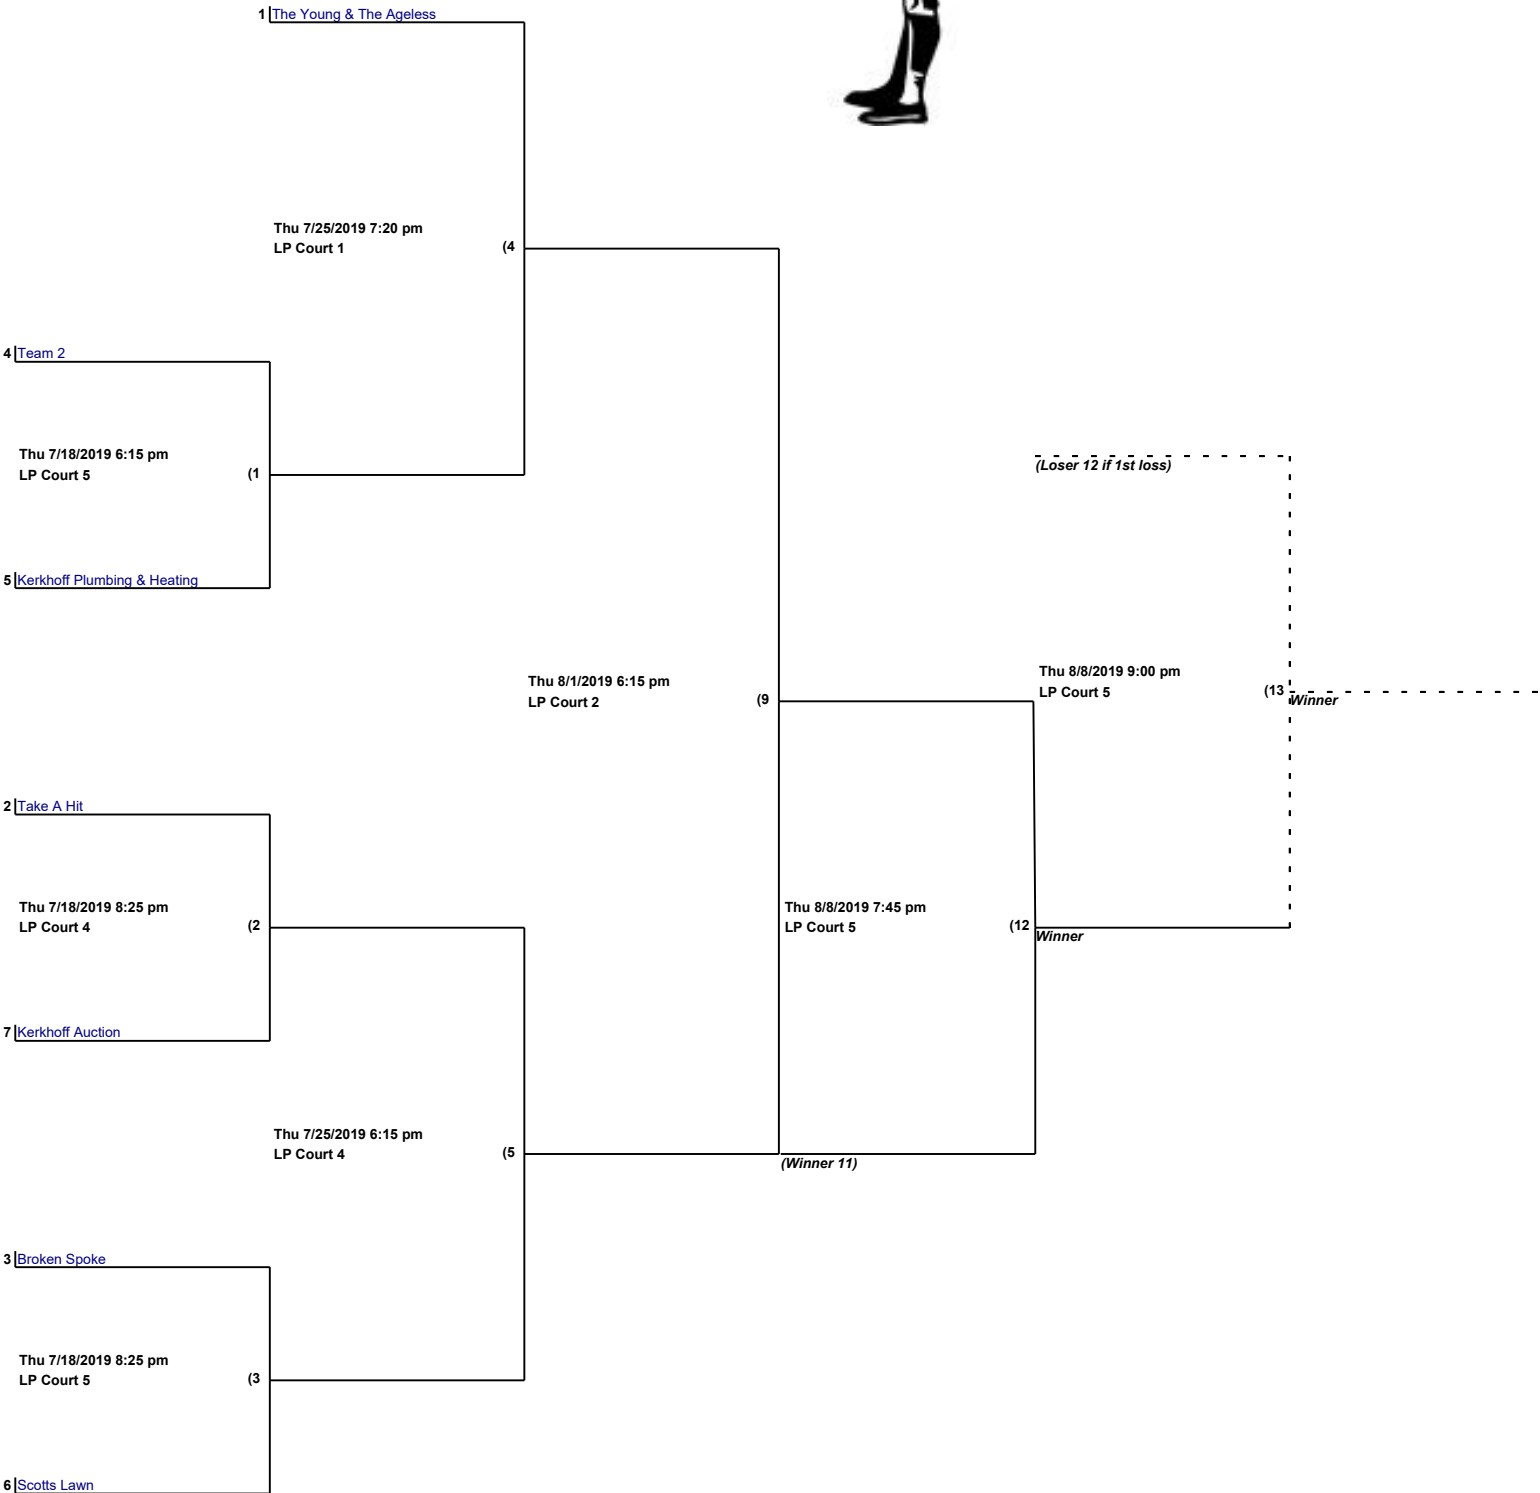 1 The Young & The Ageless
Thu 7/25/2019 7:20 pm
LP Court 1
(4
4 Team 2
Thu 7/18/2019 6:15 pm
LP Court 5
(1
(Loser 12 if 1st loss)
5 Kerkhoff Plumbing & Heating
Thu 8/1/2019 6:15 pm
LP Court 2
(9
Thu 8/8/2019 9:00 pm
LP Court 5
(13
Winner
2 Take A Hit
Thu 7/18/2019 8:25 pm
LP Court 4
(2
Thu 8/8/2019 7:45 pm
LP Court 5
(12
Winner
7 Kerkhoff Auction
Thu 7/25/2019 6:15 pm
LP Court 4
(5
(Winner 11)
3 Broken Spoke
Thu 7/18/2019 8:25 pm
LP Court 5
(3
6 Scotts Lawn